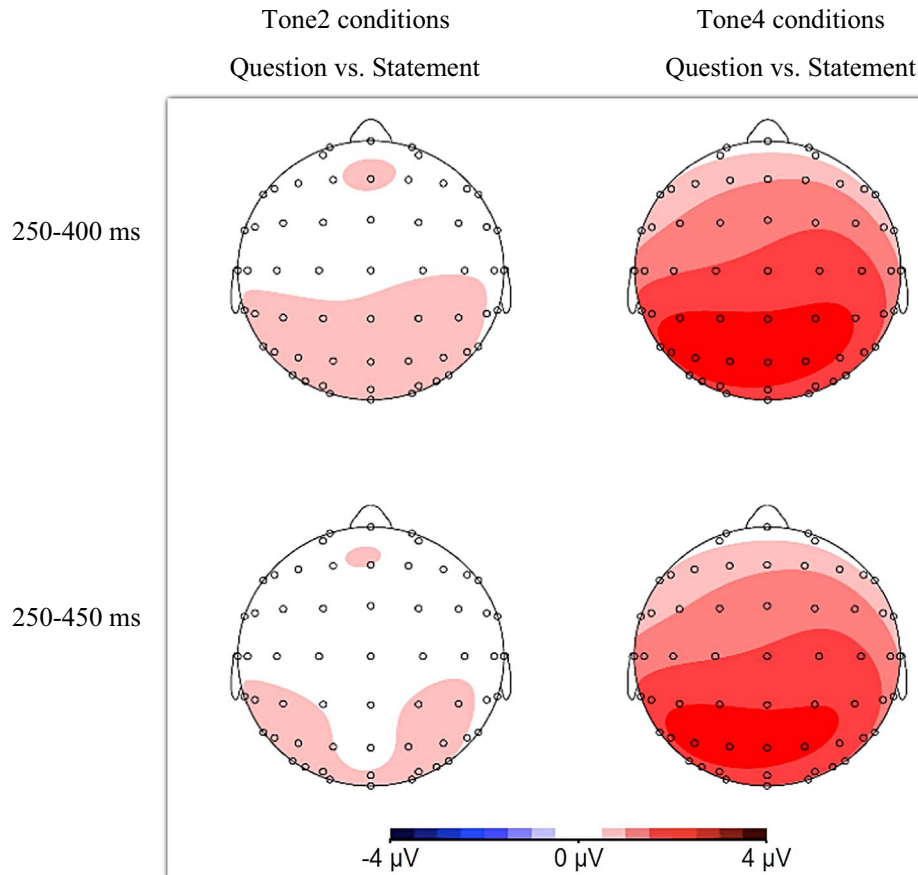 Tone2 conditions
Question vs. Statement
Tone4 conditions
Question vs. Statement
250-400 ms
250-450 ms
-4 µV
0 µV
4 µV